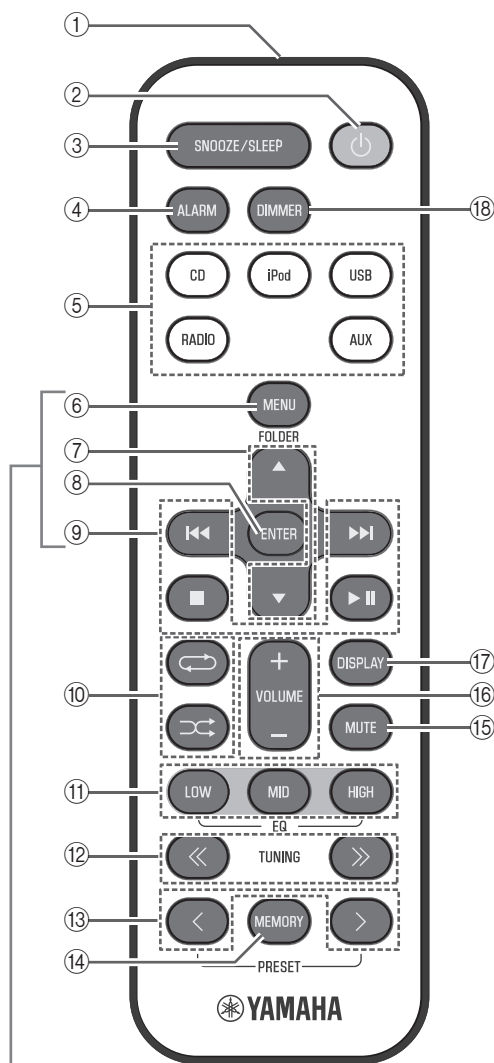 ①
②
③ SNOOZE/SLEEP
④ ALARM DIMMER ⑱
CD iPod USB
⑤
RADIO AUX
⑥ MENU
FOLDER
⑦
⑧
⑨ ENTER
DISPLAY ⑰
⑩ + VOLUME − ⑯
MUTE ⑮
⑪ LOW MID HIGH
EQ
⑫ TUNING
⑬ MEMORY
⑭ PRESET
YAMAHA